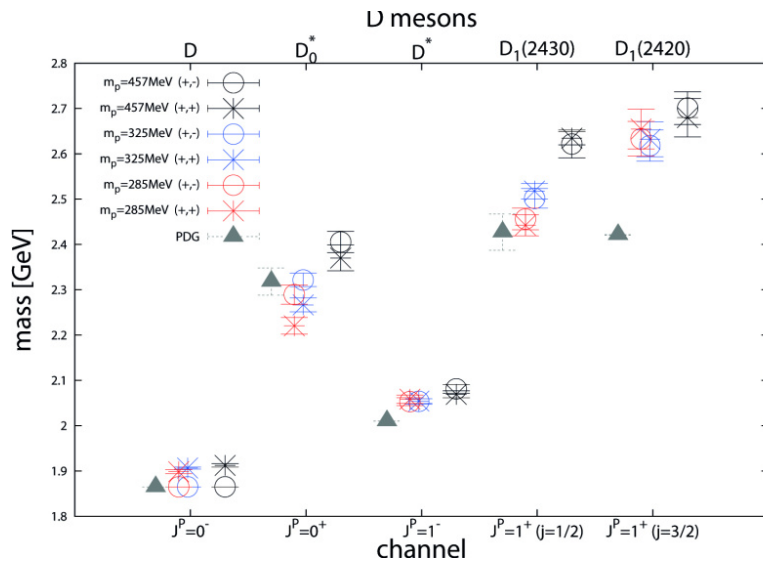 D mesons
D D₀* D* D₁(2430) D₁(2420)
2.8
2.7
2.6
2.5
2.4
2.3
2.2
2.1
2
1.9
1.8
mass [GeV]
mₚ=457MeV (+,-)
mₚ=457MeV (+,+)
mₚ=325MeV (+,-)
mₚ=325MeV (+,+)
mₚ=285MeV (+,-)
mₚ=285MeV (+,+)
PDG
Jᴾ=0⁻ Jᴾ=0⁺ Jᴾ=1⁻ Jᴾ=1⁺ (j=1/2) Jᴾ=1⁺ (j=3/2)
channel